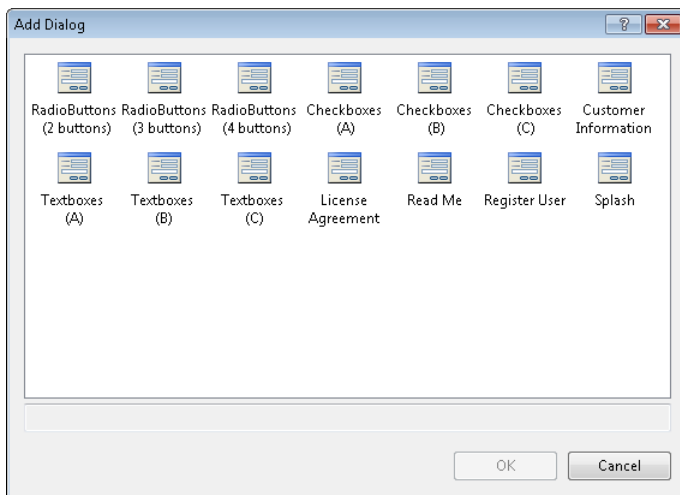 Add Dialog
?
RadioButtons RadioButtons RadioButtons Checkboxes Checkboxes Checkboxes Customer
(2 buttons) (3 buttons) (4 buttons) (A) (B) (C) Information
Textboxes Textboxes Textboxes License Read Me Register User Splash
(A) (B) (C) Agreement
OK Cancel